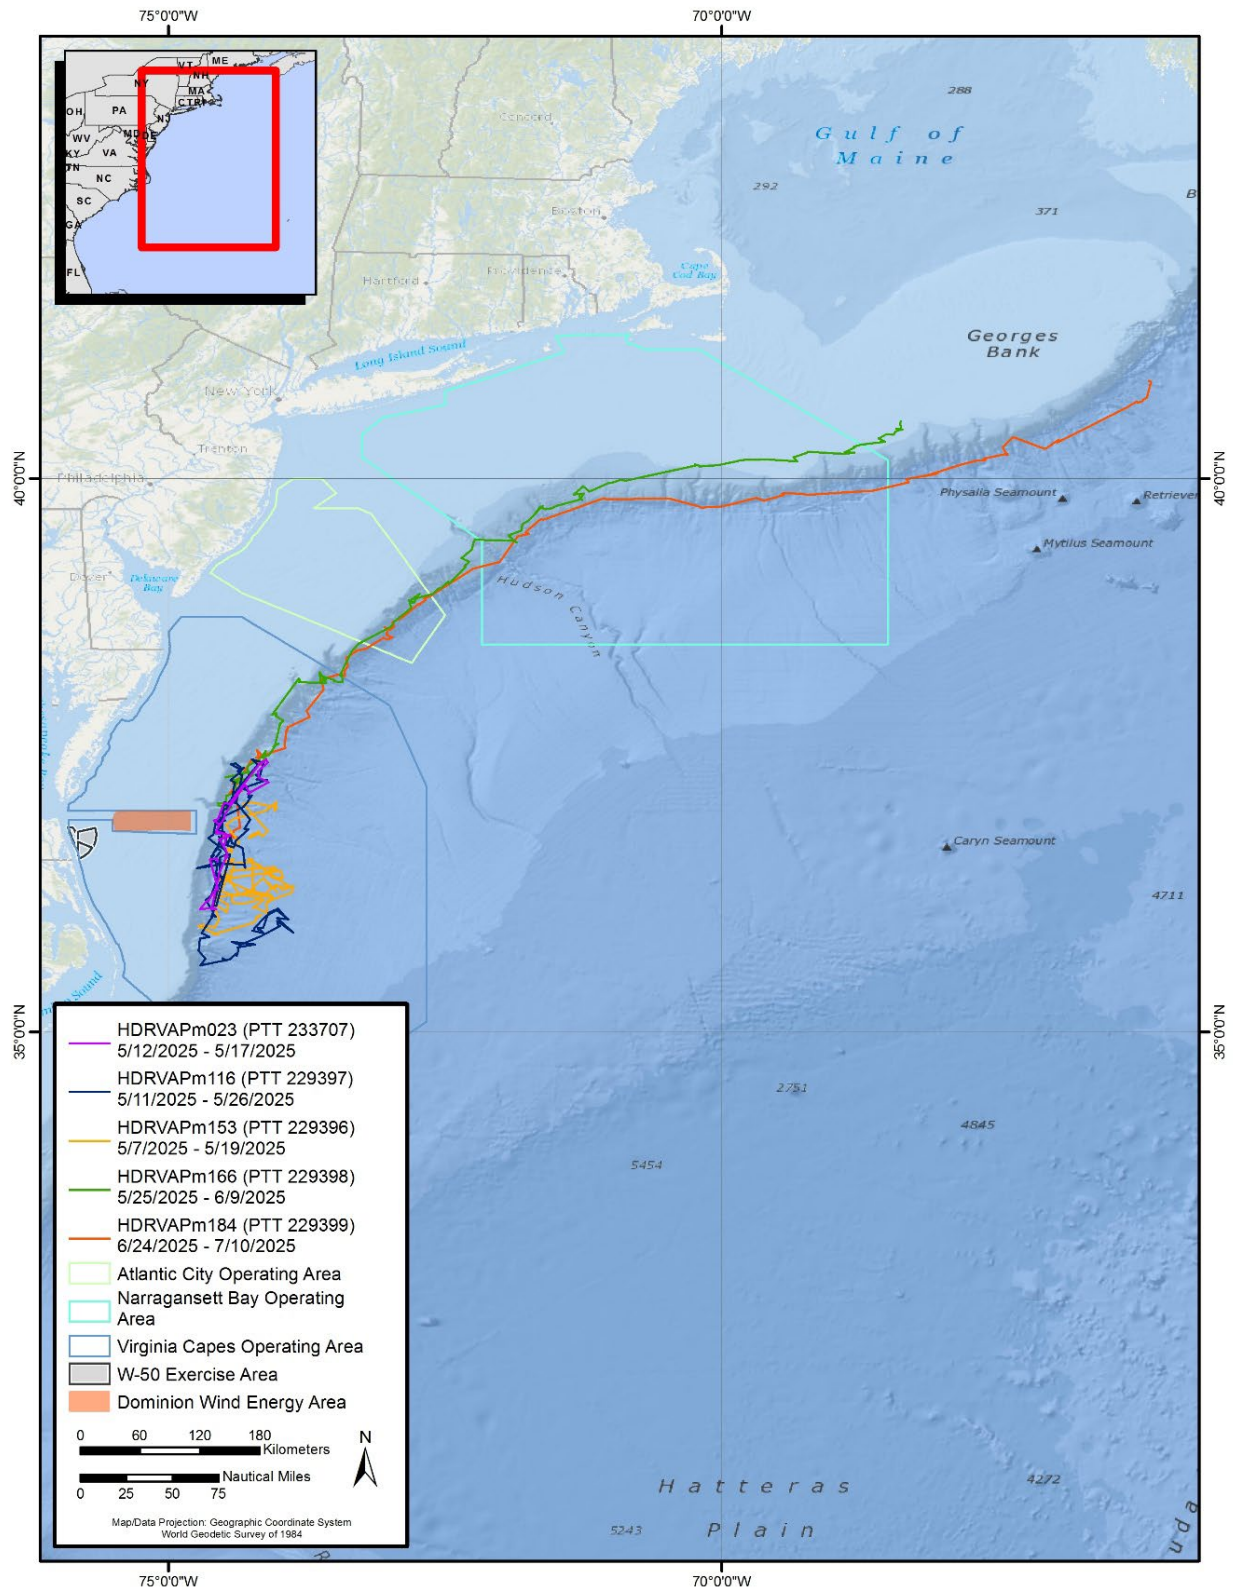 75°0'0"W
70°0'0"W
VT
ME
NH
NY
MA
CT
RI
OH
PA
NJ
MD
DE
WV
VA
KY
TN
NC
SC
GA
FL
288
Concord
Gulf of
Maine
292
Boston
371
Providence
Cape
Cod Bay
Hartford
Georges
Bank
Long Island Sound
New York
Trenton
40°0'0"N
Philadelphia
40°0'0"N
Physalia Seamount
Retriever
Mytilus Seamount
Dover
Delaware
Bay
Hudson Canyon
Caryn Seamount
4711
Sound
35°0'0"N
35°0'0"N
HDRVAPm023 (PTT 233707)
5/12/2025 - 5/17/2025
HDRVAPm116 (PTT 229397)
5/11/2025 - 5/26/2025
HDRVAPm153 (PTT 229396)
5/7/2025 - 5/19/2025
HDRVAPm166 (PTT 229398)
5/25/2025 - 6/9/2025
HDRVAPm184 (PTT 229399)
6/24/2025 - 7/10/2025
Atlantic City Operating Area
Narragansett Bay Operating
Area
Virginia Capes Operating Area
W-50 Exercise Area
Dominion Wind Energy Area
0 60 120 180
Kilometers
N
Nautical Miles
0 25 50 75
Map/Data Projection: Geographic Coordinate System
World Geodetic Survey of 1984
2751
4845
5454
4272
Hatteras
Plain
5243
uda
75°0'0"W
70°0'0"W